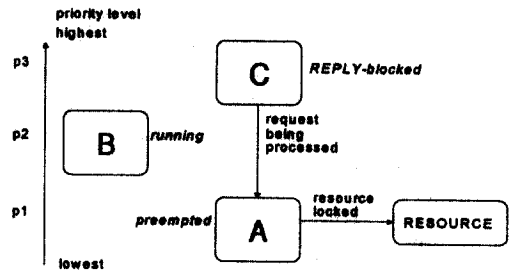 priority level
highest
p3
C
REPLY-blocked
request
being
processed
p2
B
running
p1
preempted
A
resource
locked
RESOURCE
lowest